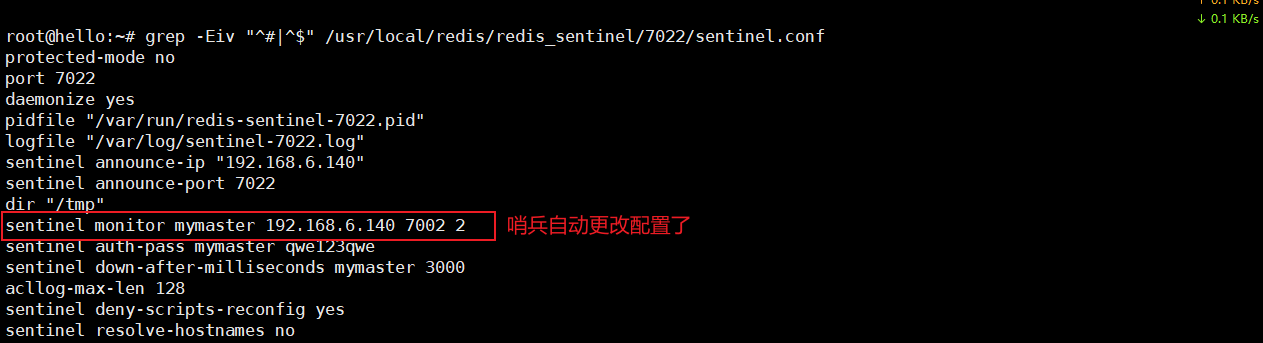 ↑ 0.1 KB/s
↓ 0.1 KB/s
root@hello:~# grep -Eiv "^#|^$" /usr/local/redis/redis_sentinel/7022/sentinel.conf
protected-mode no
port 7022
daemonize yes
pidfile "/var/run/redis-sentinel-7022.pid"
logfile "/var/log/sentinel-7022.log"
sentinel announce-ip "192.168.6.140"
sentinel announce-port 7022
dir "/tmp"
sentinel monitor mymaster 192.168.6.140 7002 2 哨兵自动更改配置了
sentinel auth-pass mymaster qwe123qwe
sentinel down-after-milliseconds mymaster 3000
acllog-max-len 128
sentinel deny-scripts-reconfig yes
sentinel resolve-hostnames no